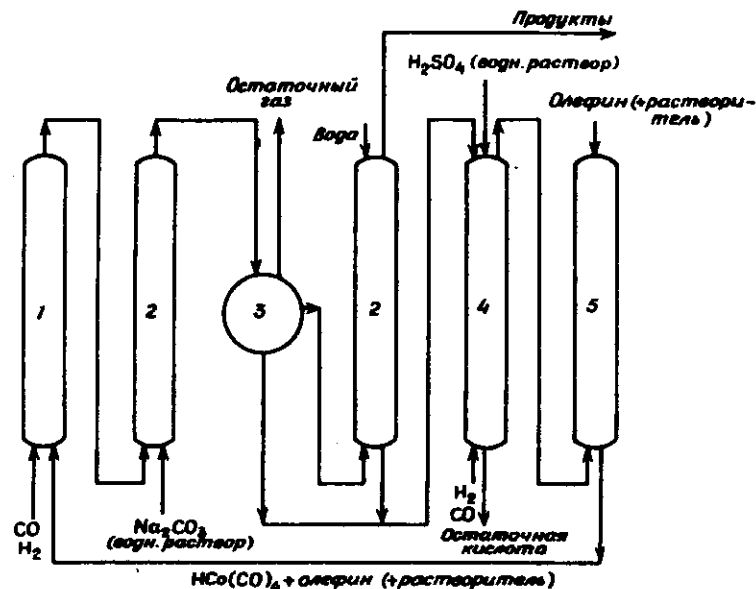 Продукты
H₂SO₄ (водн. раствор)
Остаточный
газ
Олефин (+раствори-
тель)
Вода
1
2
3
2
4
5
CO
H₂
Na₂CO₃
(водн. раствор)
H₂
CO
Остаточная
кислота
HCo(CO)₄ + олефин (+растворитель)